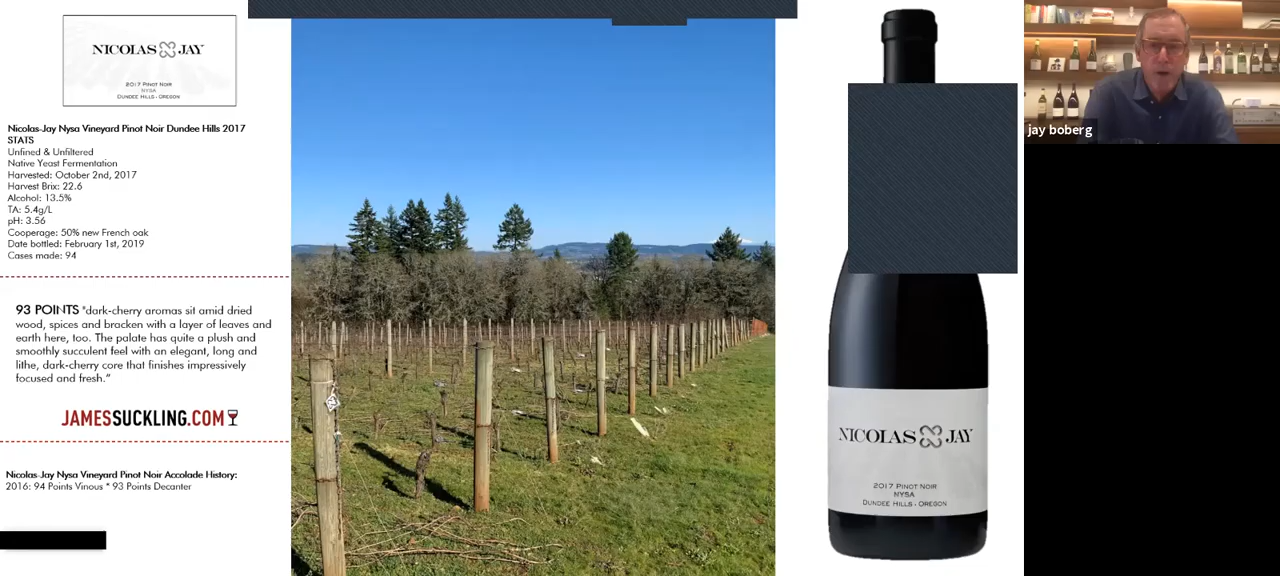 NICOLAS JAY
2017 PINOT NOIR
NYSA
DUNDEE HILLS • OREGON
Nicolas-Jay Nysa Vineyard Pinot Noir Dundee Hills 2017
STATS
Unfined & Unfiltered
Native Yeast Fermentation
Harvested: October 2nd, 2017
Harvest Brix: 22.6
Alcohol: 13.5%
TA: 5.4g/L
pH: 3.56
Cooperage: 50% new French oak
Date bottled: February 1st, 2019
Cases made: 94
93 POINTS "dark-cherry aromas sit amid dried
wood, spices and bracken with a layer of leaves and
earth here, too. The palate has quite a plush and
smoothly succulent feel with an elegant, long and
lithe, dark-cherry core that finishes impressively
focused and fresh."
JAMESSUCKLING.COM
Nicolas-Jay Nysa Vineyard Pinot Noir Accolade History:
2016: 94 Points Vinous * 93 Points Decanter
NICOLAS JAY
2017 PINOT NOIR
NYSA
DUNDEE HILLS • OREGON
jay boberg